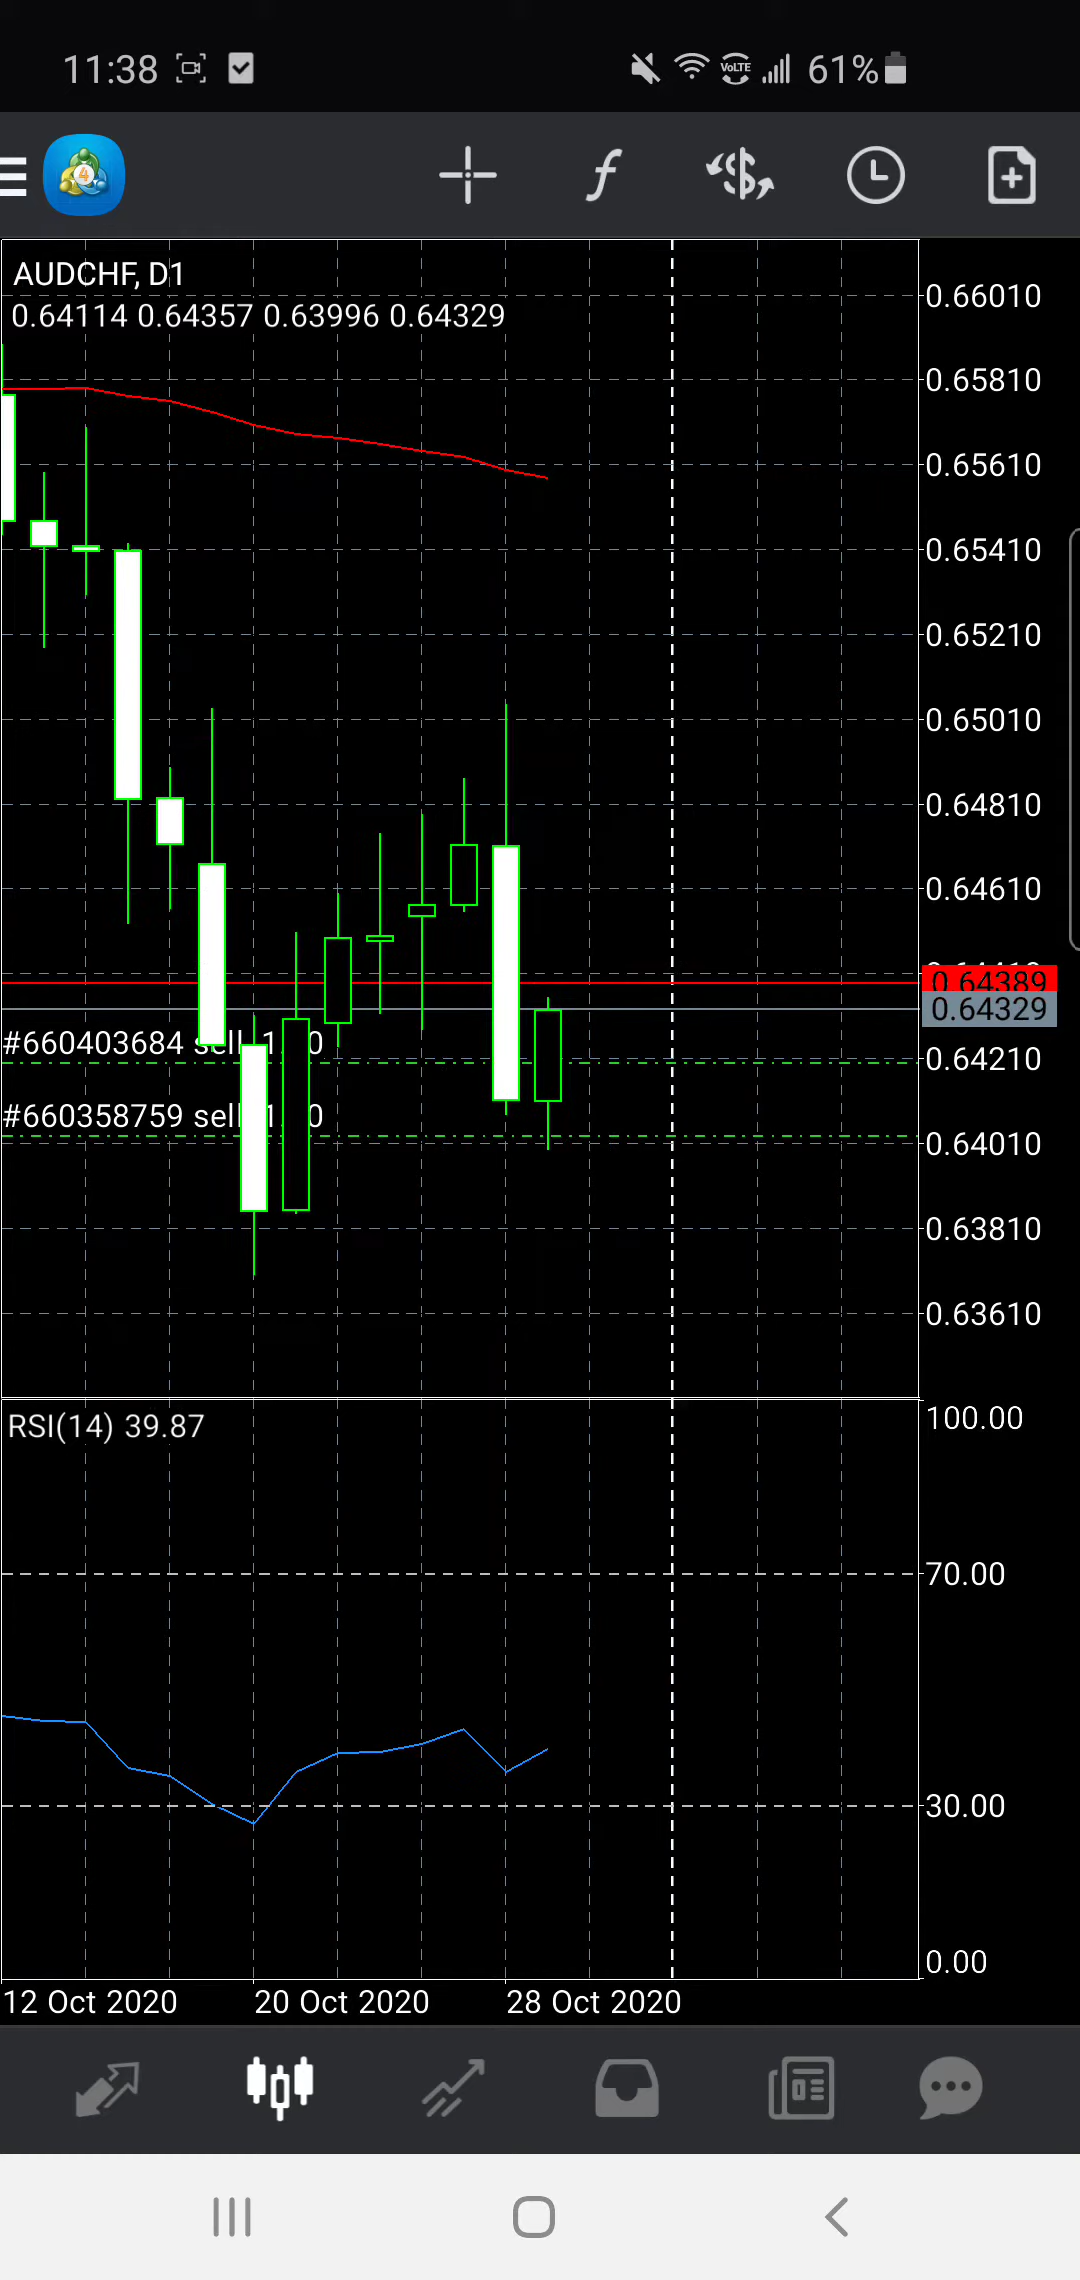 11:38
VoLTE 61%
4
AUDCHF, D1
0.64114 0.64357 0.63996 0.64329
0.66010
0.65810
0.65610
0.65410
0.65210
0.65010
0.64810
0.64610
0.64389
0.64329
#660403684 sell
0.64210
#660358759 sell
0.64010
0.63810
0.63610
RSI(14) 39.87
100.00
70.00
30.00
0.00
12 Oct 2020 20 Oct 2020 28 Oct 2020